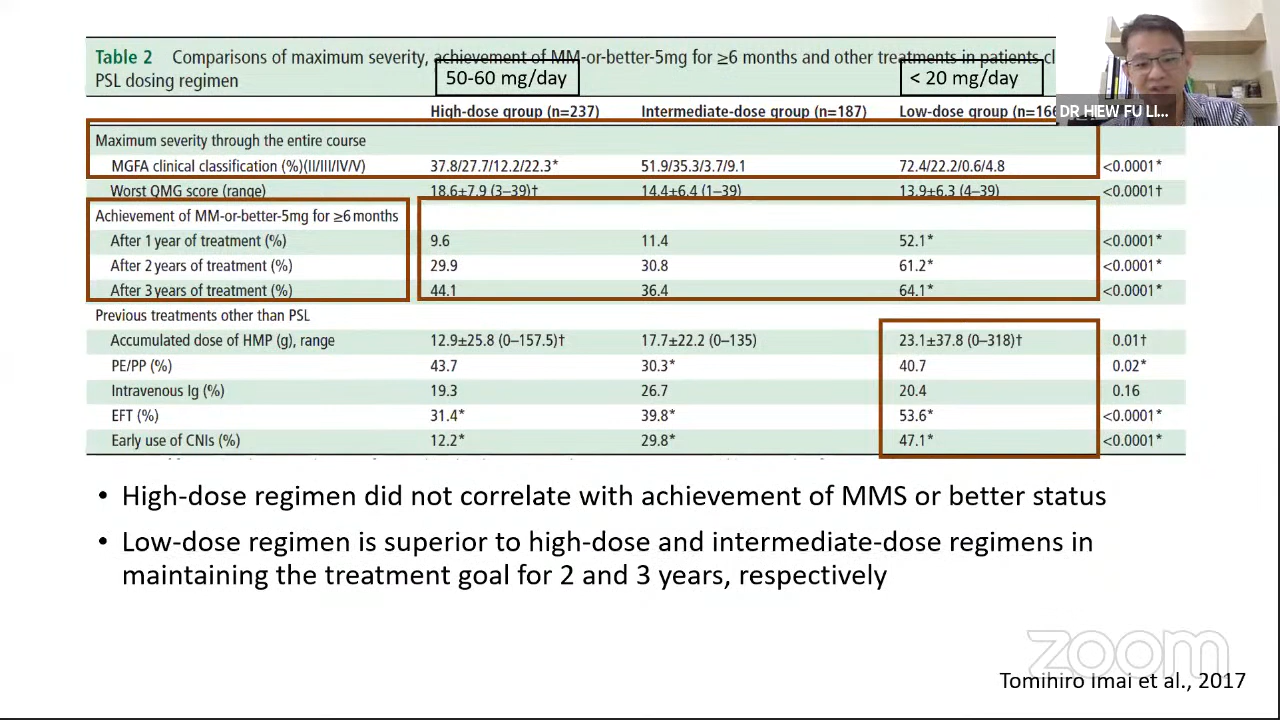 Table 2 Comparisons of maximum severity, achievement of MM-or-better-5mg for ≥6 months and other treatments in patients cl
PSL dosing regimen
50-60 mg/day
< 20 mg/day
DR HIEW FU LI...
High-dose group (n=237) Intermediate-dose group (n=187) Low-dose group (n=166
Maximum severity through the entire course
MGFA clinical classification (%)(II/III/IV/V) 37.8/27.7/12.2/22.3* 51.9/35.3/3.7/9.1 72.4/22.2/0.6/4.8 <0.0001*
Worst QMG score (range) 18.6±7.9 (3–39)† 14.4±6.4 (1–39) 13.9±6.3 (4–39) <0.0001†
Achievement of MM-or-better-5mg for ≥6 months
After 1 year of treatment (%) 9.6 11.4 52.1* <0.0001*
After 2 years of treatment (%) 29.9 30.8 61.2* <0.0001*
After 3 years of treatment (%) 44.1 36.4 64.1* <0.0001*
Previous treatments other than PSL
Accumulated dose of HMP (g), range 12.9±25.8 (0–157.5)† 17.7±22.2 (0–135) 23.1±37.8 (0–318)† 0.01†
PE/PP (%) 43.7 30.3* 40.7 0.02*
Intravenous Ig (%) 19.3 26.7 20.4 0.16
EFT (%) 31.4* 39.8* 53.6* <0.0001*
Early use of CNIs (%) 12.2* 29.8* 47.1* <0.0001*
• High-dose regimen did not correlate with achievement of MMS or better status
• Low-dose regimen is superior to high-dose and intermediate-dose regimens in
maintaining the treatment goal for 2 and 3 years, respectively
zoom
Tomihiro Imai et al., 2017